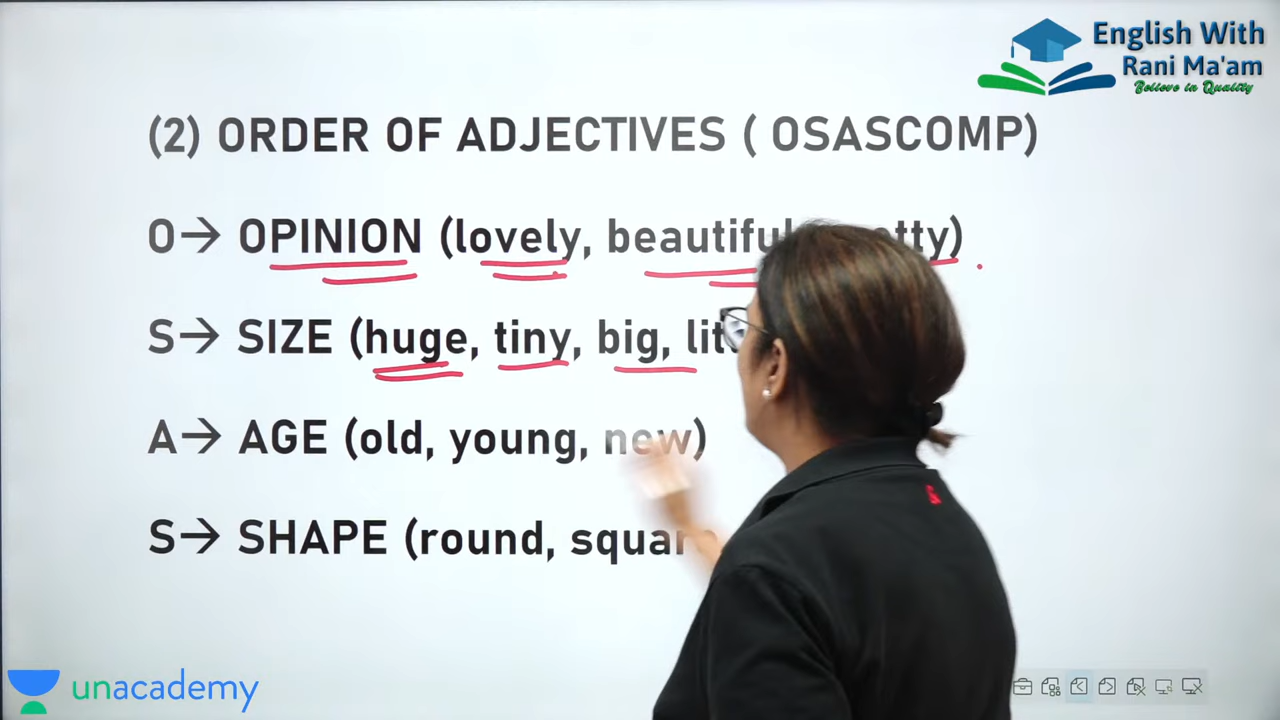 English With
Rani Ma'am
Believe in Quality
(2) ORDER OF ADJECTIVES ( OSASCOMP)
O→ OPINION (lovely, beautiful,
S→ SIZE (huge, tiny, big,
A→ AGE (old, young, new)
S→ SHAPE (round,
unacademy